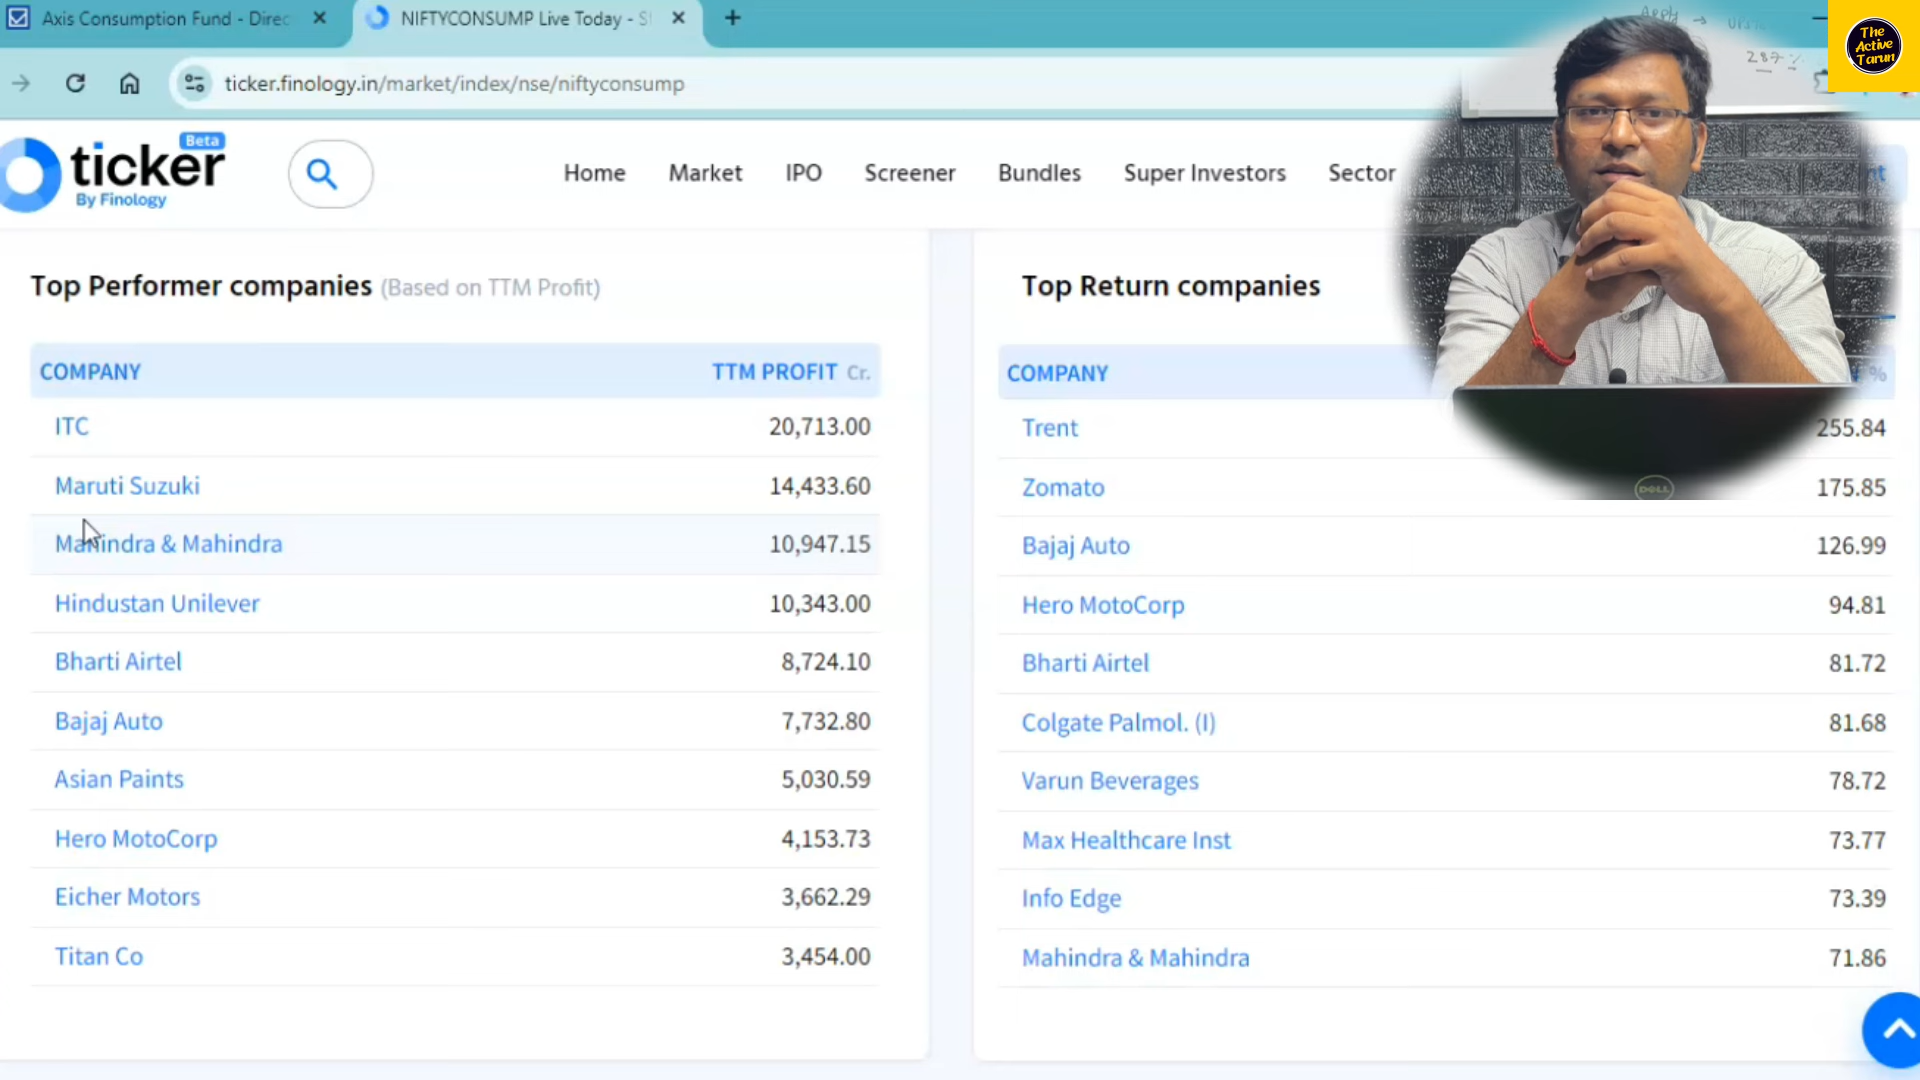 Axis Consumption Fund - Direc
NIFTYCONSUMP Live Today - S
ticker.finology.in/market/index/nse/niftyconsump
Apply →
287 %
The
Active
Tarun
ticker
Beta
By Finology
Home
Market
IPO
Screener
Bundles
Super Investors
Sector
Top Performer companies (Based on TTM Profit)
COMPANY TTM PROFIT Cr.
ITC 20,713.00
Maruti Suzuki 14,433.60
Mahindra & Mahindra 10,947.15
Hindustan Unilever 10,343.00
Bharti Airtel 8,724.10
Bajaj Auto 7,732.80
Asian Paints 5,030.59
Hero MotoCorp 4,153.73
Eicher Motors 3,662.29
Titan Co 3,454.00
Top Return companies
COMPANY %
Trent 255.84
Zomato 175.85
Bajaj Auto 126.99
Hero MotoCorp 94.81
Bharti Airtel 81.72
Colgate Palmol. (I) 81.68
Varun Beverages 78.72
Max Healthcare Inst 73.77
Info Edge 73.39
Mahindra & Mahindra 71.86
DELL